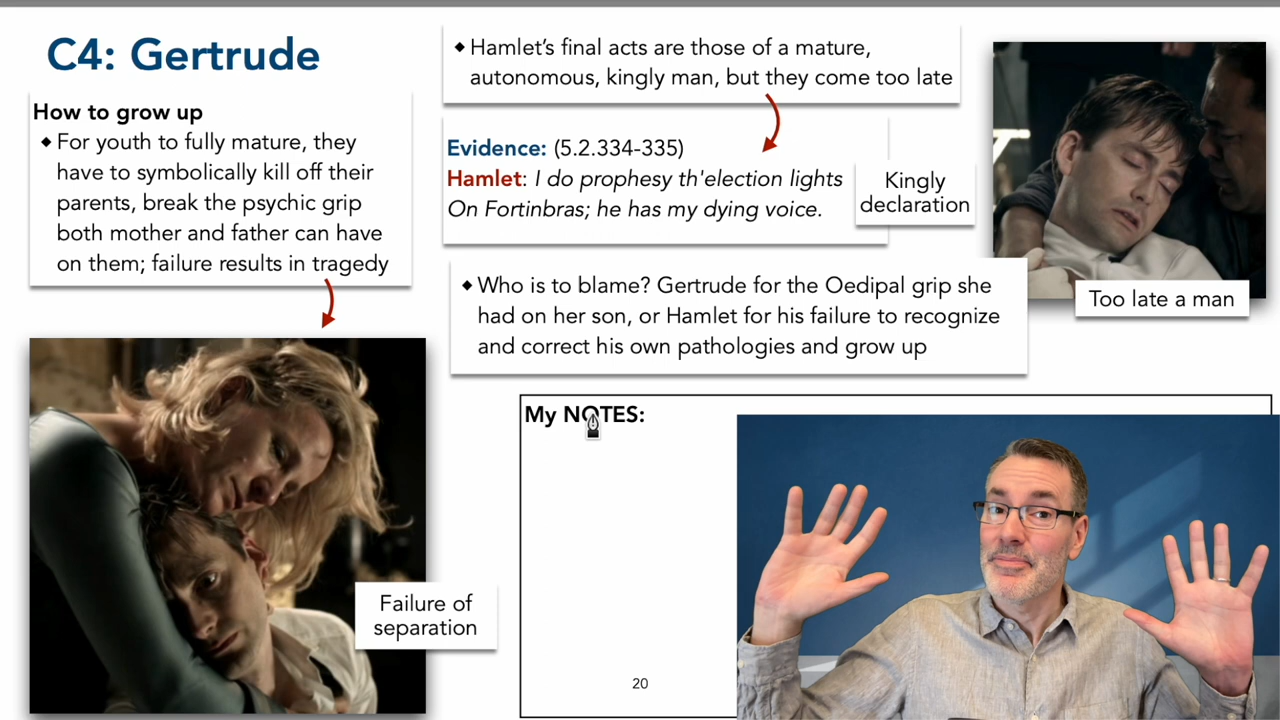 C4: Gertrude
How to grow up
◆ For youth to fully mature, they
have to symbolically kill off their
parents, break the psychic grip
both mother and father can have
on them; failure results in tragedy
Failure of
separation
◆ Hamlet's final acts are those of a mature,
autonomous, kingly man, but they come too late
Evidence: (5.2.334-335)
Hamlet: I do prophesy th'election lights
On Fortinbras; he has my dying voice.
Kingly
declaration
Too late a man
◆ Who is to blame? Gertrude for the Oedipal grip she
had on her son, or Hamlet for his failure to recognize
and correct his own pathologies and grow up
My NOTES:
20